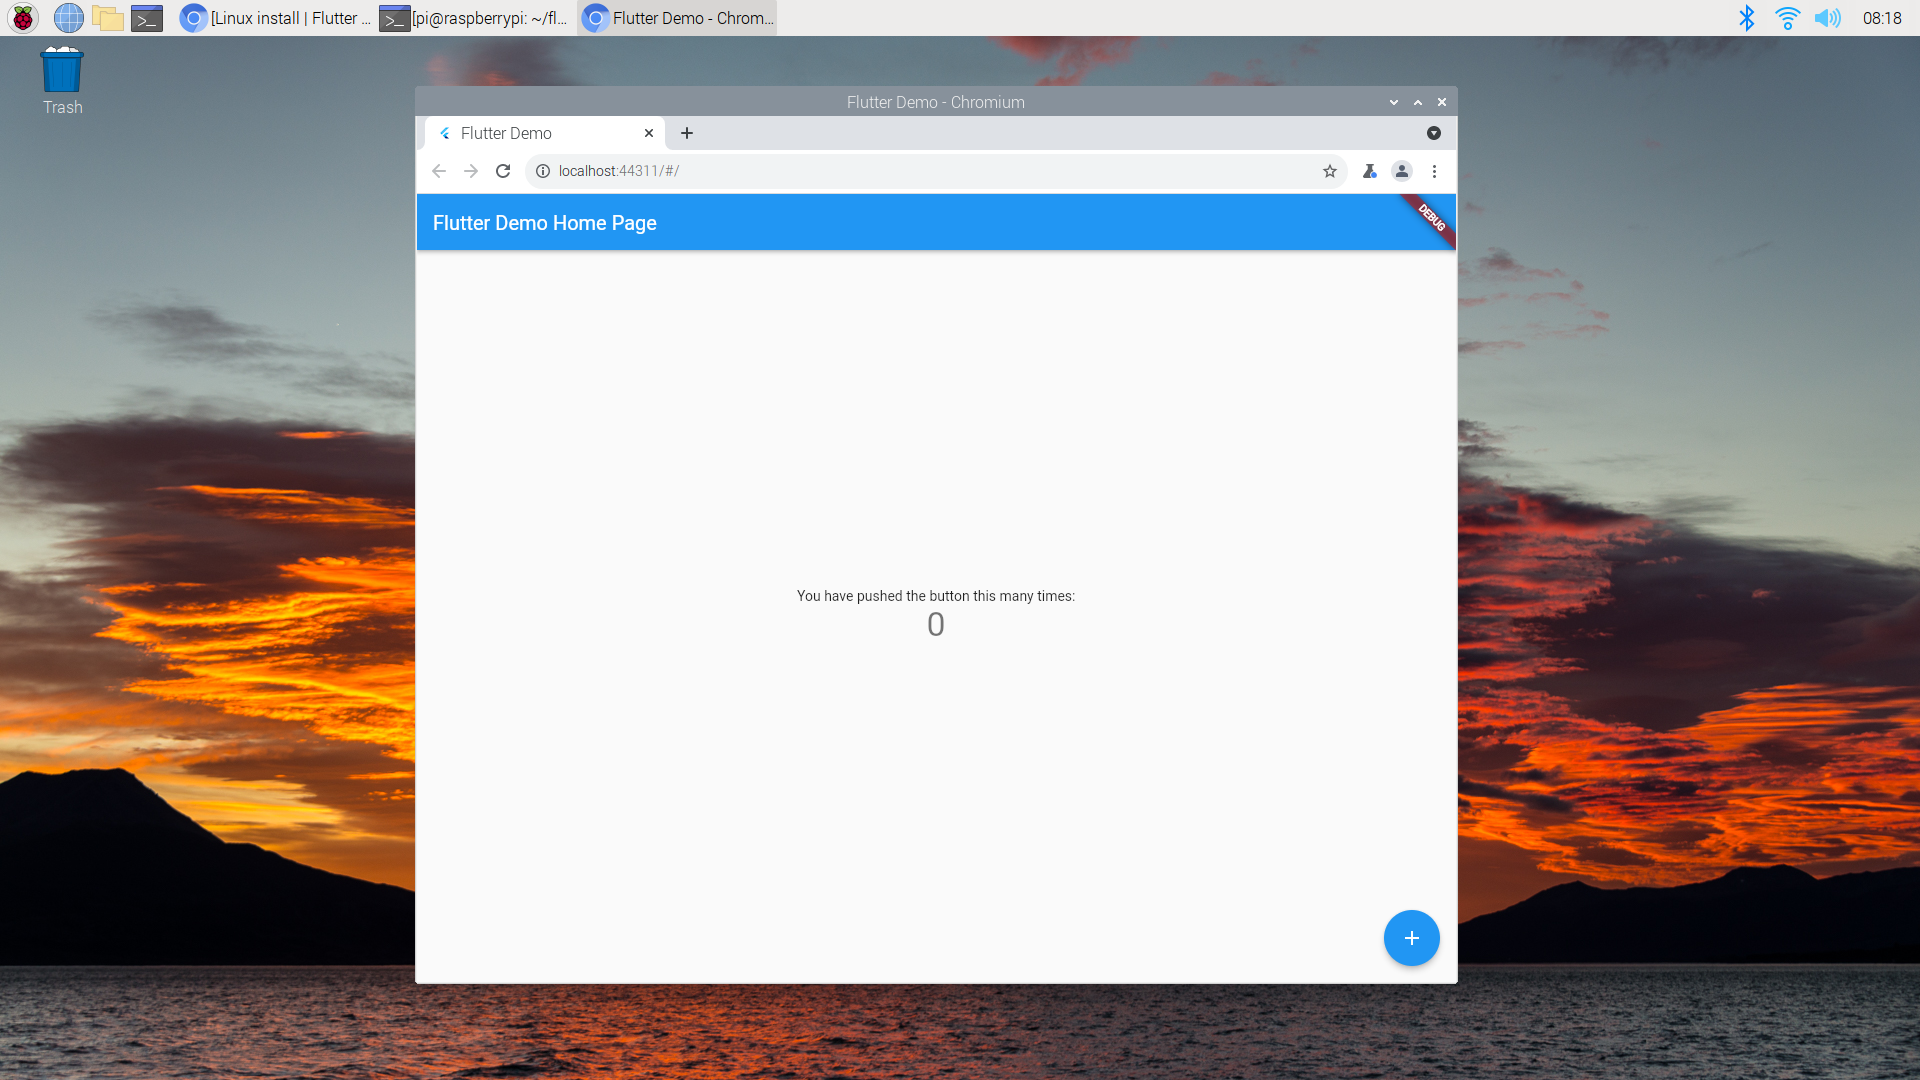 [Linux install | Flutter ...
[pi@raspberrypi: ~/fl...
Flutter Demo - Chrom...
08:18
Trash
Flutter Demo - Chromium
Flutter Demo
localhost:44311/#/
Flutter Demo Home Page
DEBUG
You have pushed the button this many times:
0